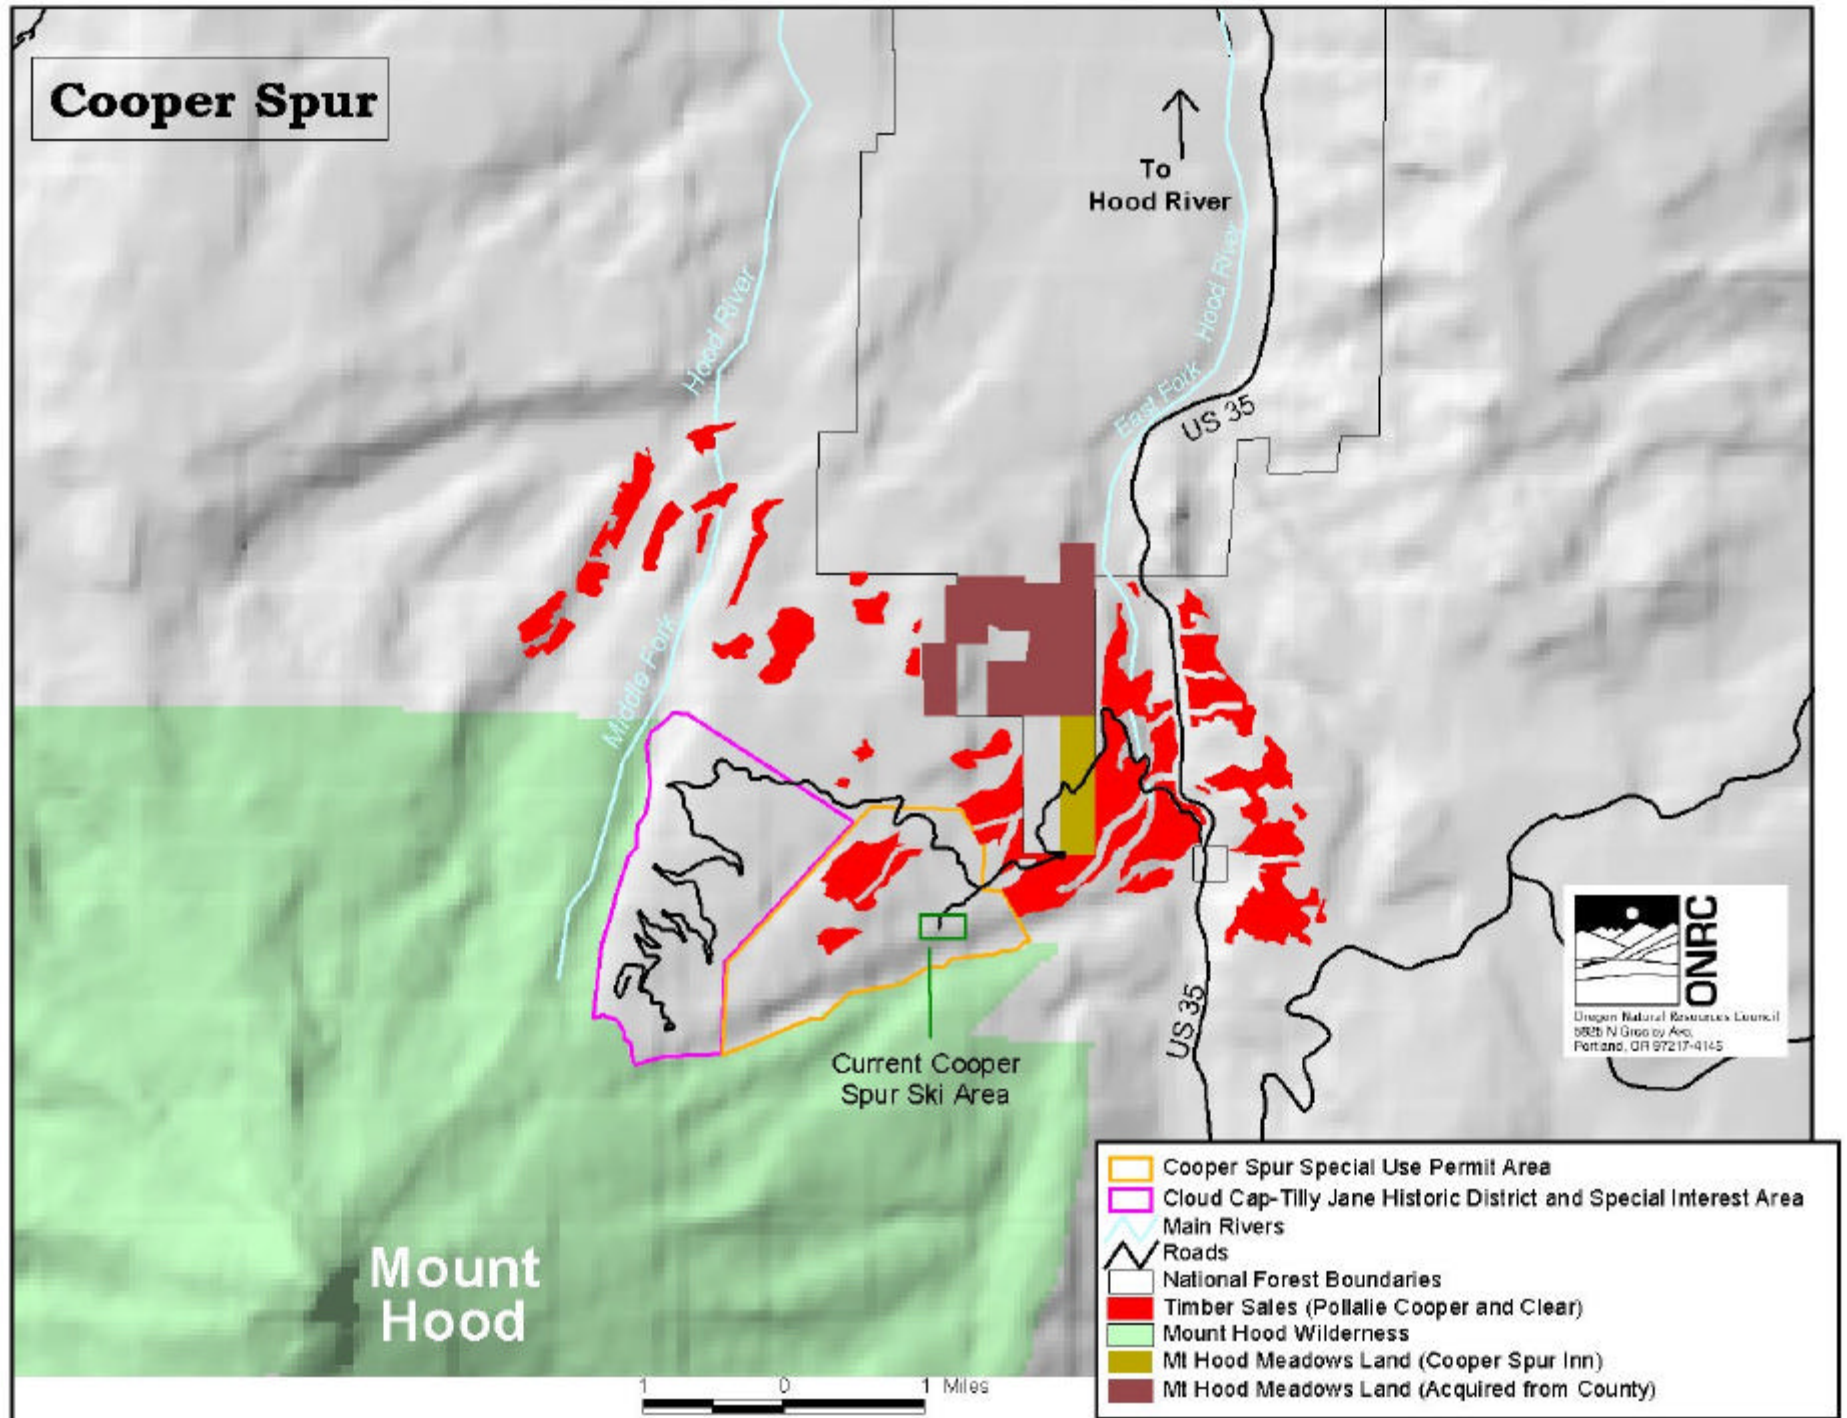 Cooper Spur
To
Hood River
Hood River
East Fork Hood River
US 35
Middle Fork
US 35
Current Cooper
Spur Ski Area
Mount
Hood
ONRC
Oregon Natural Resources Council
Portland, OR 97217-4145
Cooper Spur Special Use Permit Area
Cloud Cap-Tilly Jane Historic District and Special Interest Area
Main Rivers
Roads
National Forest Boundaries
Timber Sales (Pollalie Cooper and Clear)
Mount Hood Wilderness
Mt Hood Meadows Land (Cooper Spur Inn)
Mt Hood Meadows Land (Acquired from County)
1 0 1 Miles